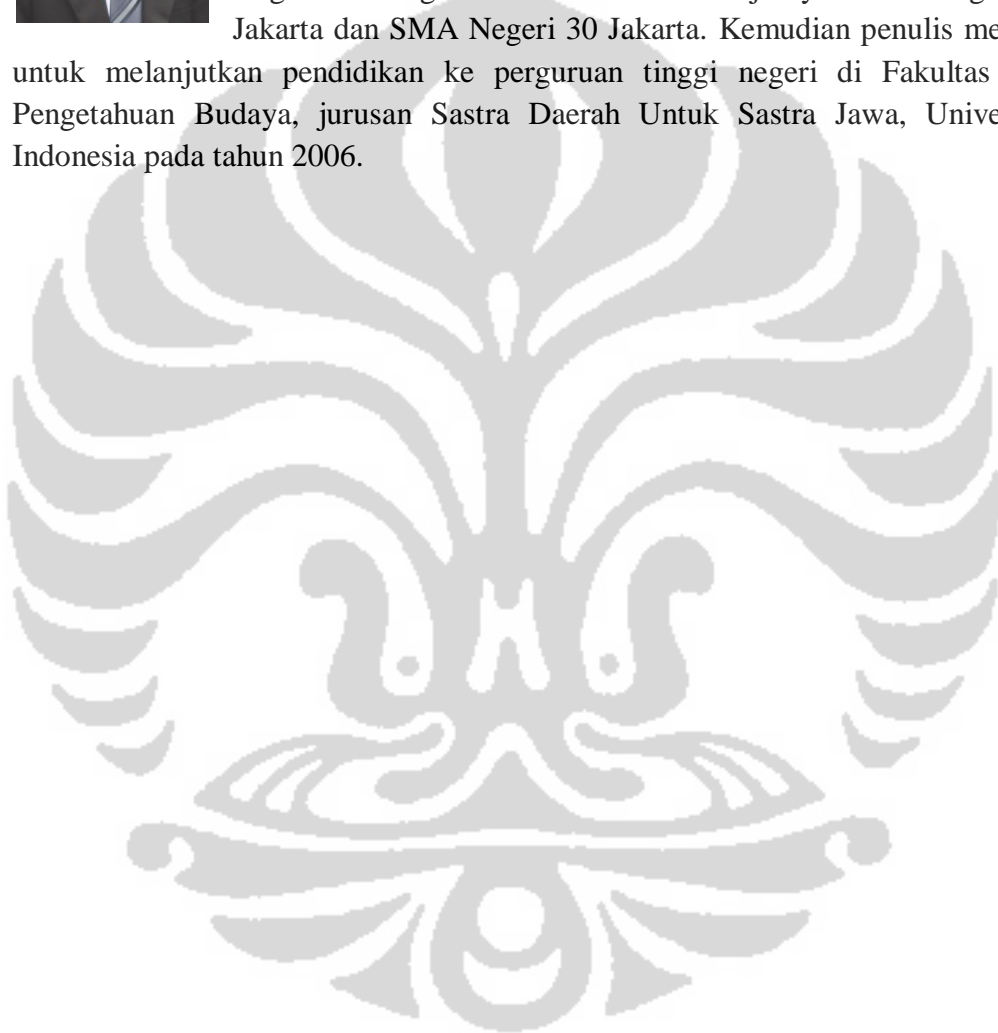 Jakarta dan SMA Negeri 30 Jakarta. Kemudian penulis me
untuk melanjutkan pendidikan ke perguruan tinggi negeri di Fakultas
Pengetahuan Budaya, jurusan Sastra Daerah Untuk Sastra Jawa, Unive
Indonesia pada tahun 2006.